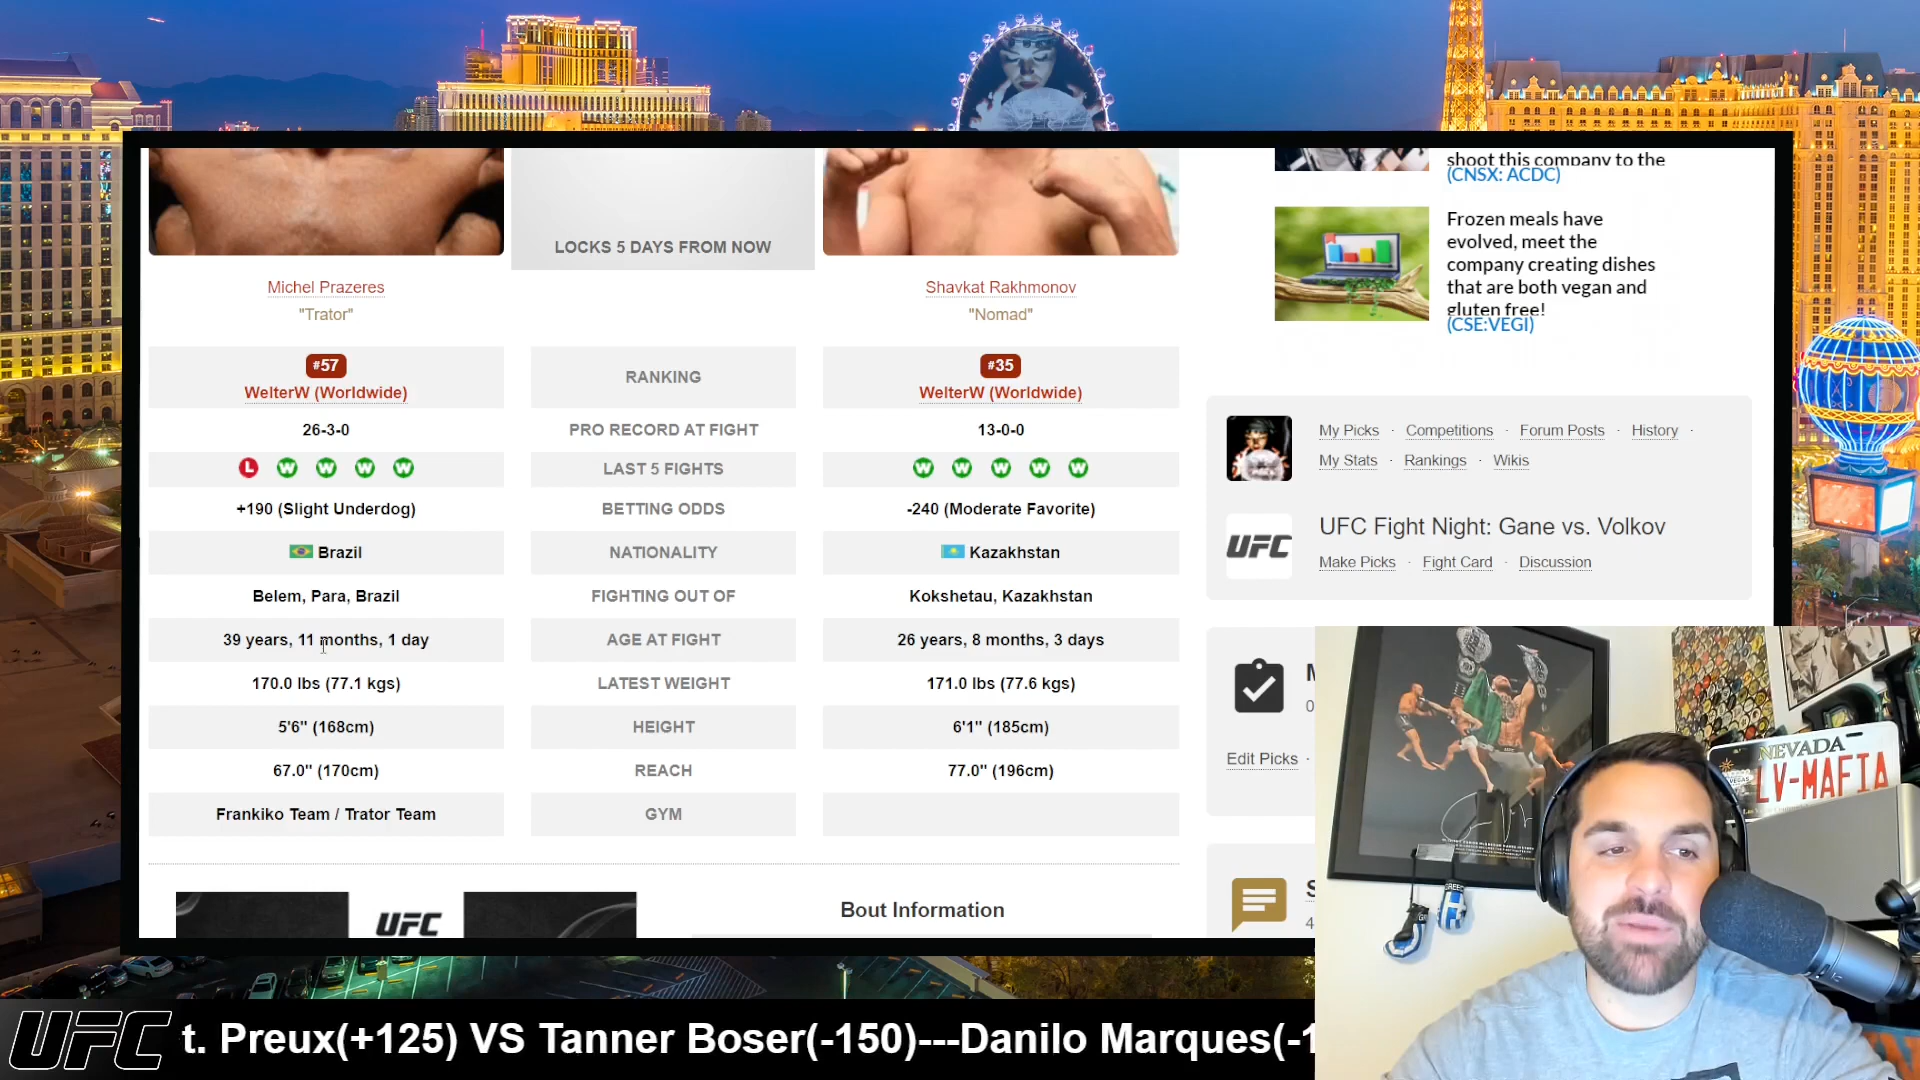 shoot this company to the
(CNSX: ACDC)
LOCKS 5 DAYS FROM NOW
Frozen meals have
evolved, meet the
company creating dishes
that are both vegan and
gluten free!
(CSE:VEGI)
Michel Prazeres
Shavkat Rakhmonov
"Trator"
"Nomad"
#57
RANKING
#35
WelterW (Worldwide)
WelterW (Worldwide)
26-3-0
PRO RECORD AT FIGHT
13-0-0
L W W W W
LAST 5 FIGHTS
W W W W W
+190 (Slight Underdog)
BETTING ODDS
-240 (Moderate Favorite)
Brazil
NATIONALITY
Kazakhstan
Belem, Para, Brazil
FIGHTING OUT OF
Kokshetau, Kazakhstan
39 years, 11 months, 1 day
AGE AT FIGHT
26 years, 8 months, 3 days
170.0 lbs (77.1 kgs)
LATEST WEIGHT
171.0 lbs (77.6 kgs)
5'6" (168cm)
HEIGHT
6'1" (185cm)
67.0" (170cm)
REACH
77.0" (196cm)
Frankiko Team / Trator Team
GYM
UFC
Bout Information
My Picks · Competitions · Forum Posts · History ·
My Stats · Rankings · Wikis
UFC
UFC Fight Night: Gane vs. Volkov
Make Picks · Fight Card · Discussion
M
0
Edit Picks ·
S
4
NEVADA
LV-MAFIA
GREECE
UFC
t. Preux(+125) VS Tanner Boser(-150)---Danilo Marques(-1